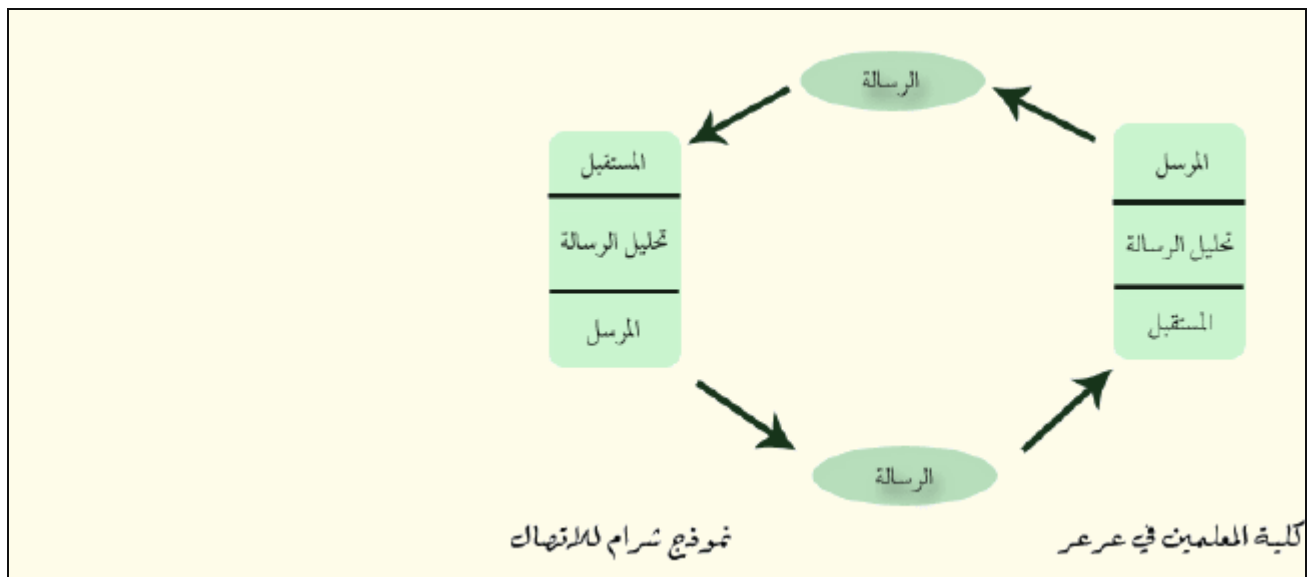 الرسالة
المرسل
تحليل الرسالة
المستقبل
المستقبل
تحليل الرسالة
المرسل
الرسالة
كلية المعلمين في عرعر
نموذج شرام للاتصال